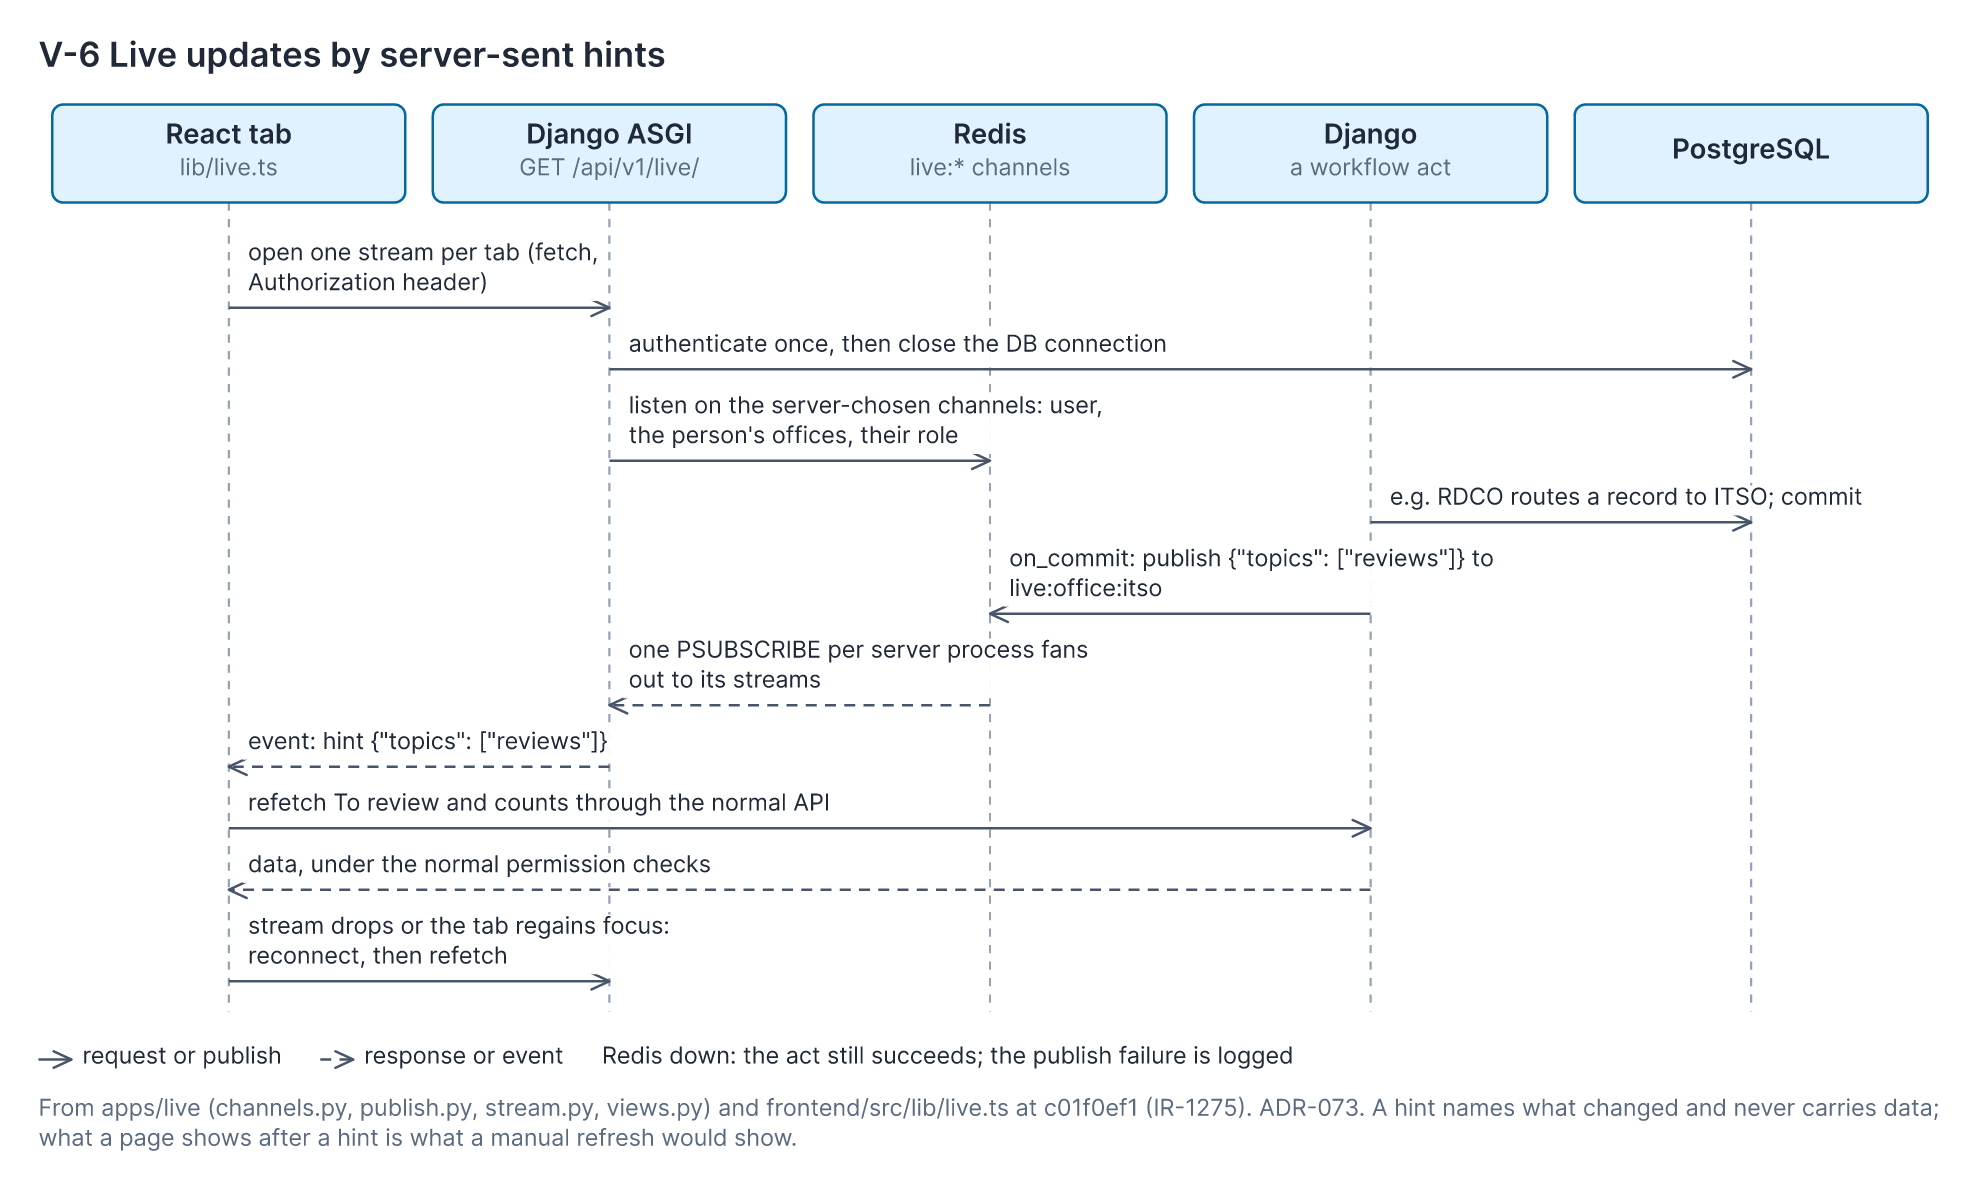 V-6 Live updates by server-sent hints
React tab
lib/live.ts
Django ASGI
GET /api/v1/live/
Redis
live:* channels
Django
a workflow act
PostgreSQL
open one stream per tab (fetch,
Authorization header)
authenticate once, then close the DB connection
listen on the server-chosen channels: user,
the person's offices, their role
e.g. RDCO routes a record to ITSO; commit
on_commit: publish {"topics": ["reviews"]} to
live:office:itso
one PSUBSCRIBE per server process fans
out to its streams
event: hint {"topics": ["reviews"]}
refetch To review and counts through the normal API
data, under the normal permission checks
stream drops or the tab regains focus:
reconnect, then refetch
request or publish
response or event
Redis down: the act still succeeds; the publish failure is logged
From apps/live (channels.py, publish.py, stream.py, views.py) and frontend/src/lib/live.ts at c01f0ef1 (IR-1275). ADR-073. A hint names what changed and never carries data;
what a page shows after a hint is what a manual refresh would show.